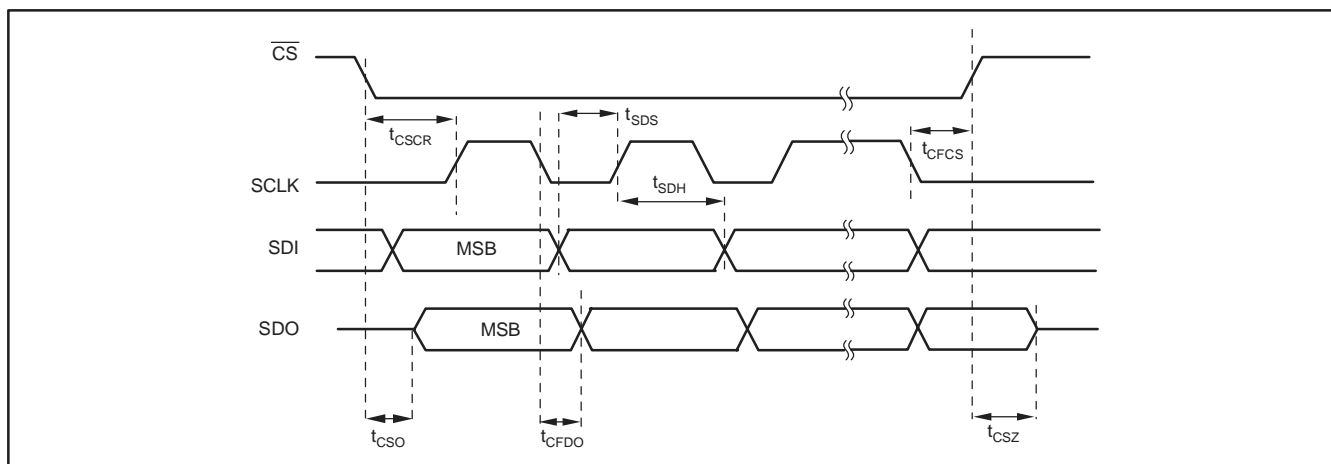 CS
tSDS
tCSCR
tCFCS
SCLK
tSDH
SDI
MSB
SDO
MSB
tCSO
tCFDO
tCSZ